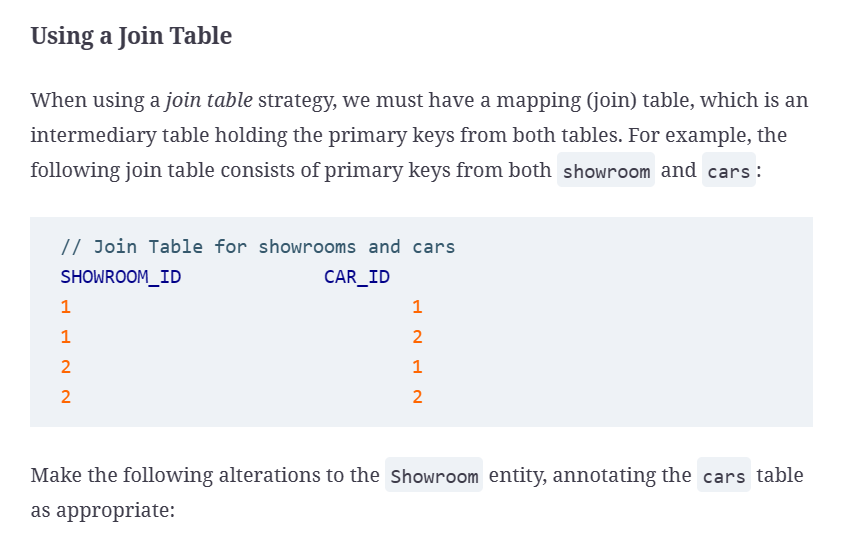 Using a Join Table
When using a join table strategy, we must have a mapping (join) table, which is an
intermediary table holding the primary keys from both tables. For example, the
following join table consists of primary keys from both showroom and cars:
// Join Table for showrooms and cars
SHOWROOM_ID CAR_ID
1 1
1 2
2 1
2 2
Make the following alterations to the Showroom entity, annotating the cars table
as appropriate: